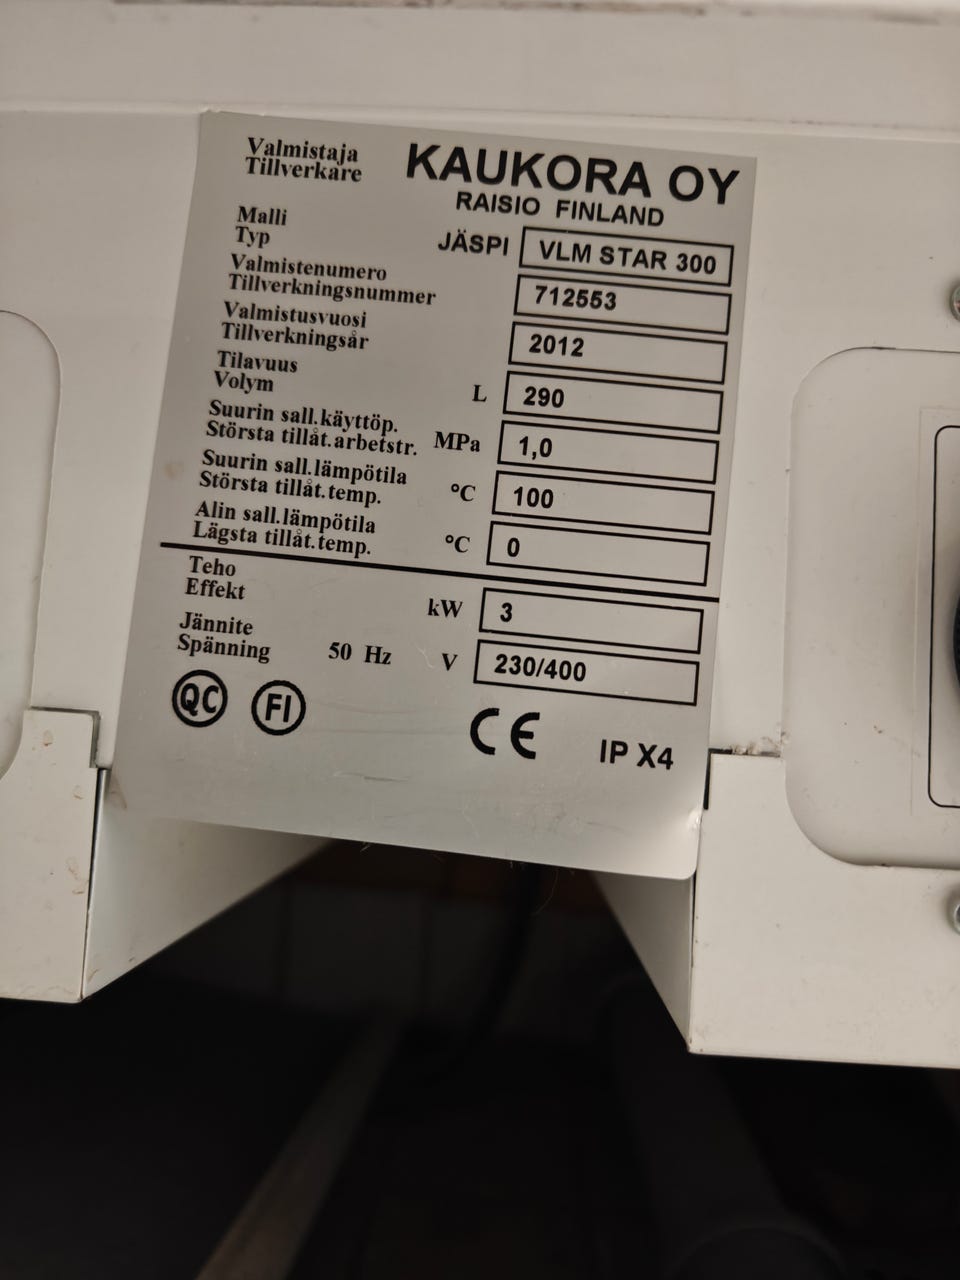 Valmistaja
Tillverkare
KAUKORA OY
RAISIO FINLAND
Malli
Typ
JÄSPI VLM STAR 300
Valmistenumero
Tillverkningsnummer
712553
Valmistusvuosi
Tillverkningsår
2012
Tilavuus
Volym
L 290
Suurin sall.käyttöp.
Största tillåt.arbetstr.
MPa 1,0
Suurin sall.lämpötila
Största tillåt.temp.
°C 100
Alin sall.lämpötila
Lägsta tillåt.temp.
°C 0
Teho
Effekt
kW 3
Jännite
Spänning
50 Hz V 230/400
QC FI CE IP X4